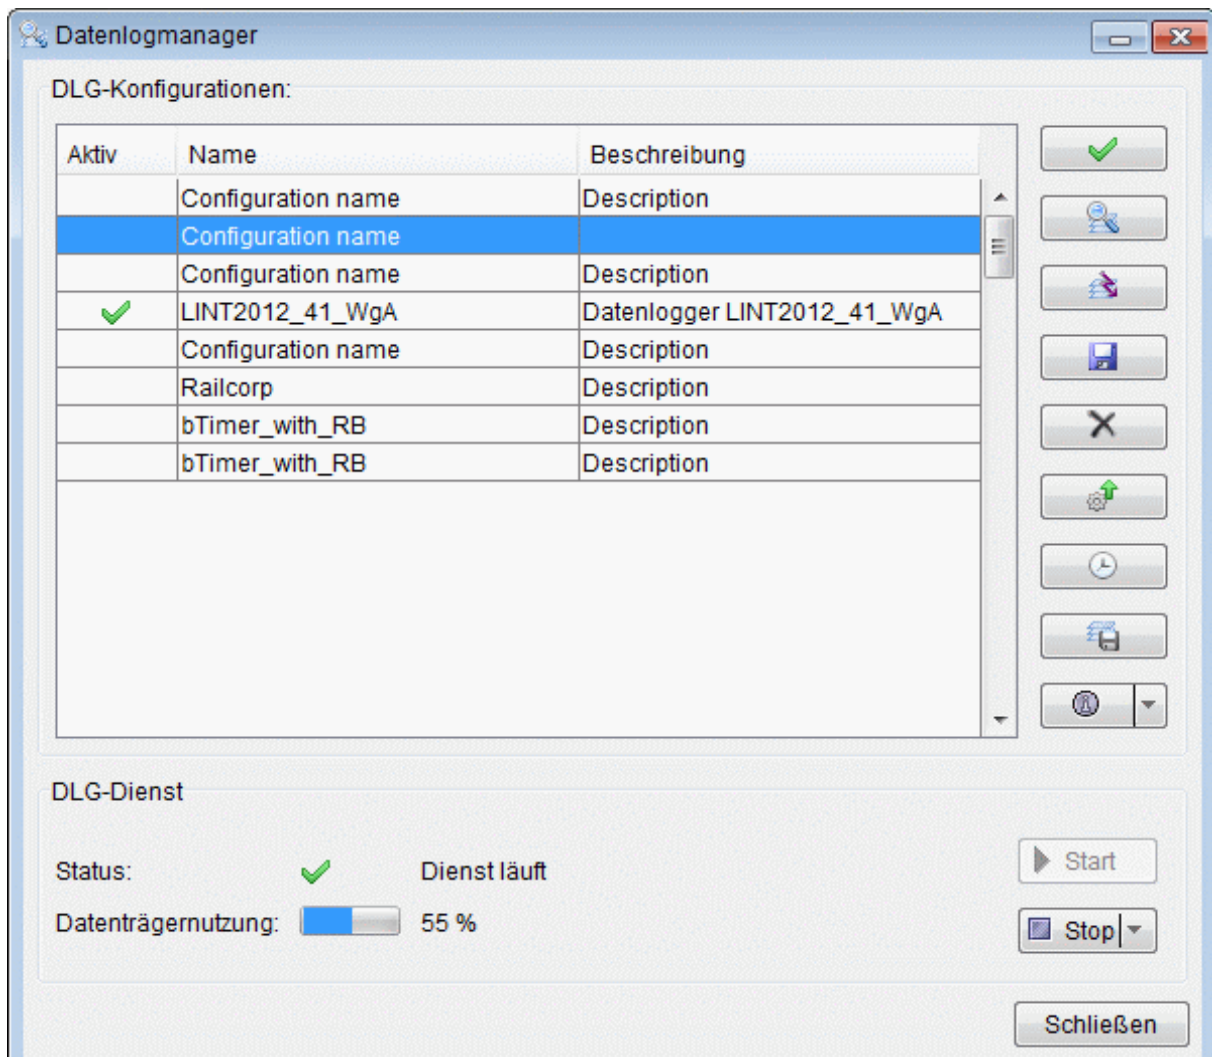 Datenlogmanager
DLG-Konfigurationen:
Aktiv Name Beschreibung
Configuration name Description
Configuration name
Configuration name Description
LINT2012_41_WgA Datenlogger LINT2012_41_WgA
Configuration name Description
Railcorp Description
bTimer_with_RB Description
bTimer_with_RB Description
DLG-Dienst
Status: Dienst läuft
Start
Datenträgernutzung: 55 %
Stop
Schließen